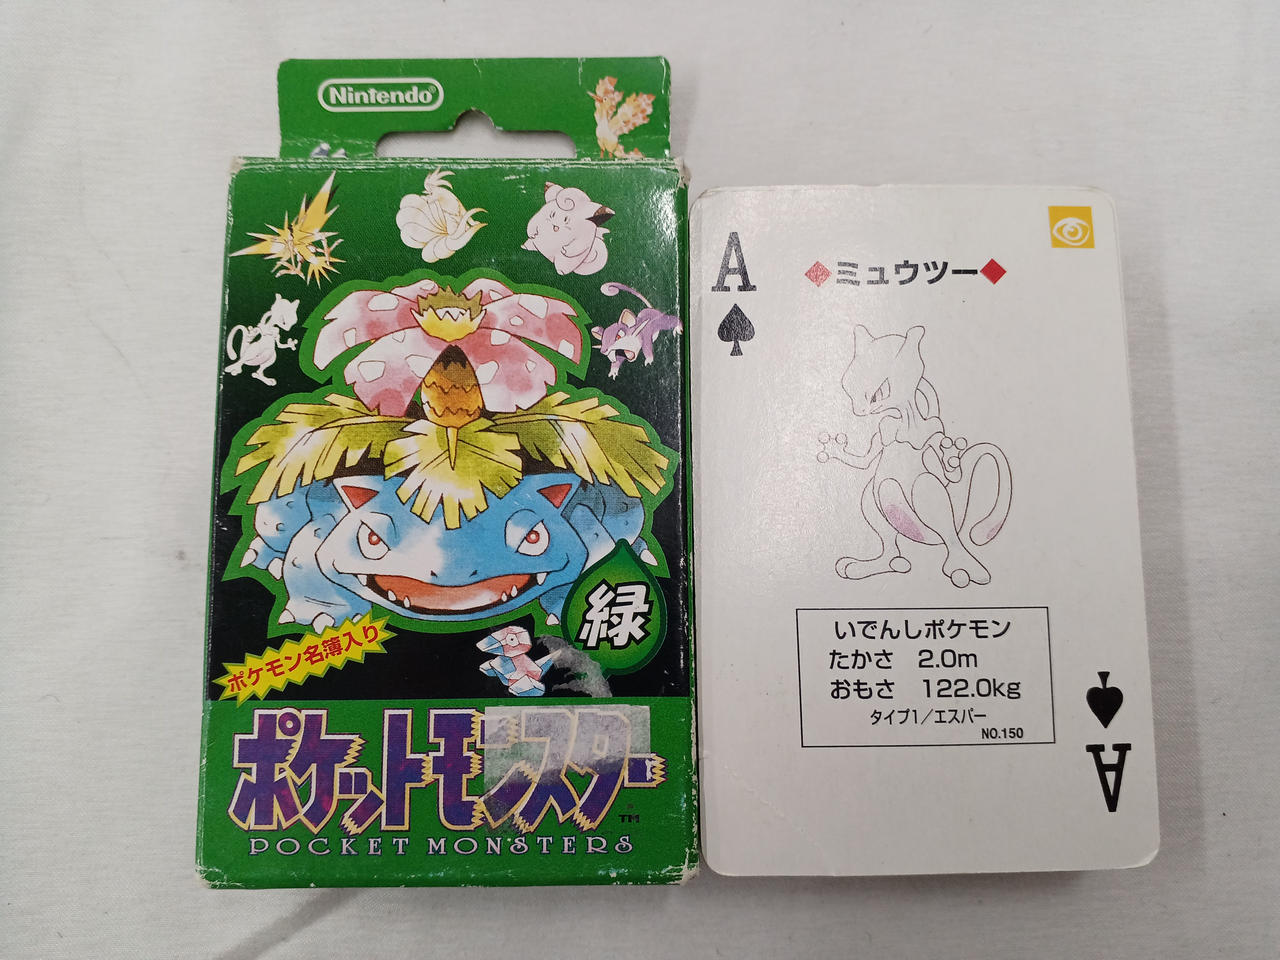 Nintendo
緑
ポケモン名簿入り
ポケットモンスター
TM
POCKET MONSTERS
A
ミュウツー
いでんしポケモン
たかさ 2.0m
おもさ 122.0kg
タイプ1/エスパー
NO.150
A